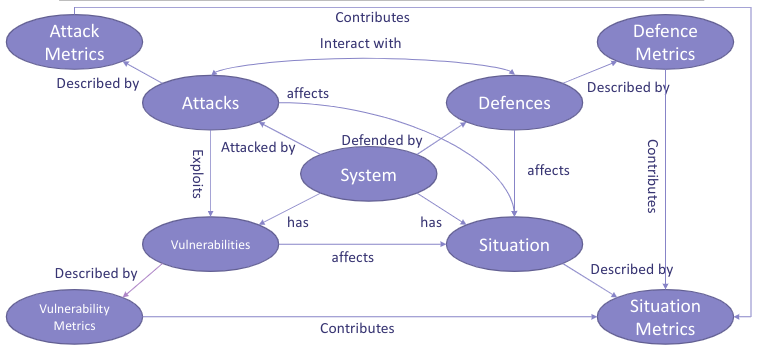 Contributes
Attack
Metrics
Defence
Metrics
Interact with
Described by
Described by
Attacks
affects
Defences
Attacked by
Defended by
Exploits
Contributes
System
affects
has
has
Vulnerabilities
Situation
affects
Described by
Described by
Vulnerability
Metrics
Situation
Metrics
Contributes